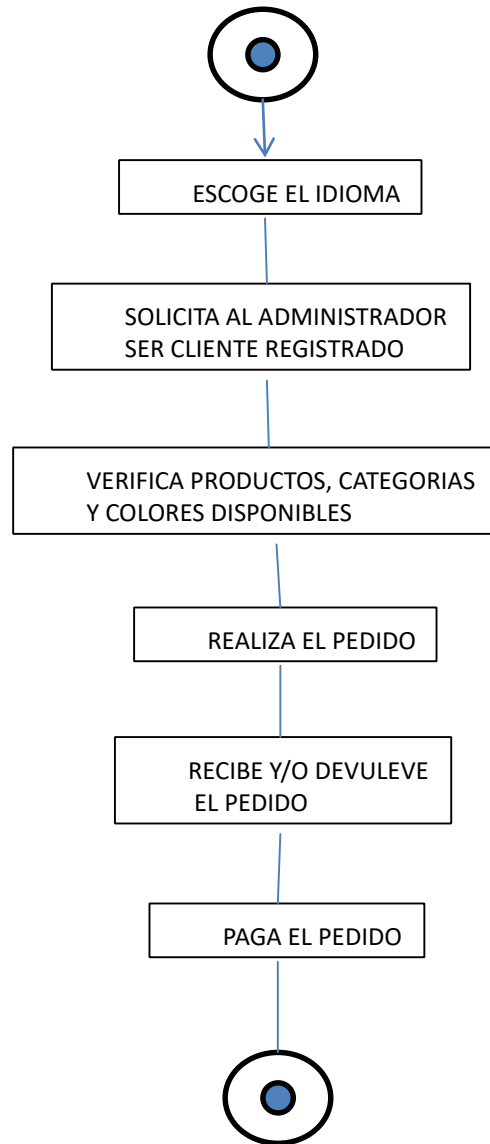 ESCOGE EL IDIOMA
SOLICITA AL ADMINISTRADOR
SER CLIENTE REGISTRADO
VERIFICA PRODUCTOS, CATEGORIAS
Y COLORES DISPONIBLES
REALIZA EL PEDIDO
RECIBE Y/O DEVULEVE
EL PEDIDO
PAGA EL PEDIDO